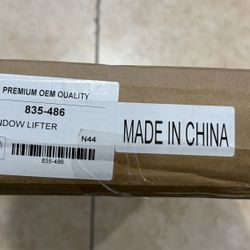 PREMIUM OEM QUALITY
835-486
NDOW LIFTER
N44
835-486
MADE IN CHINA